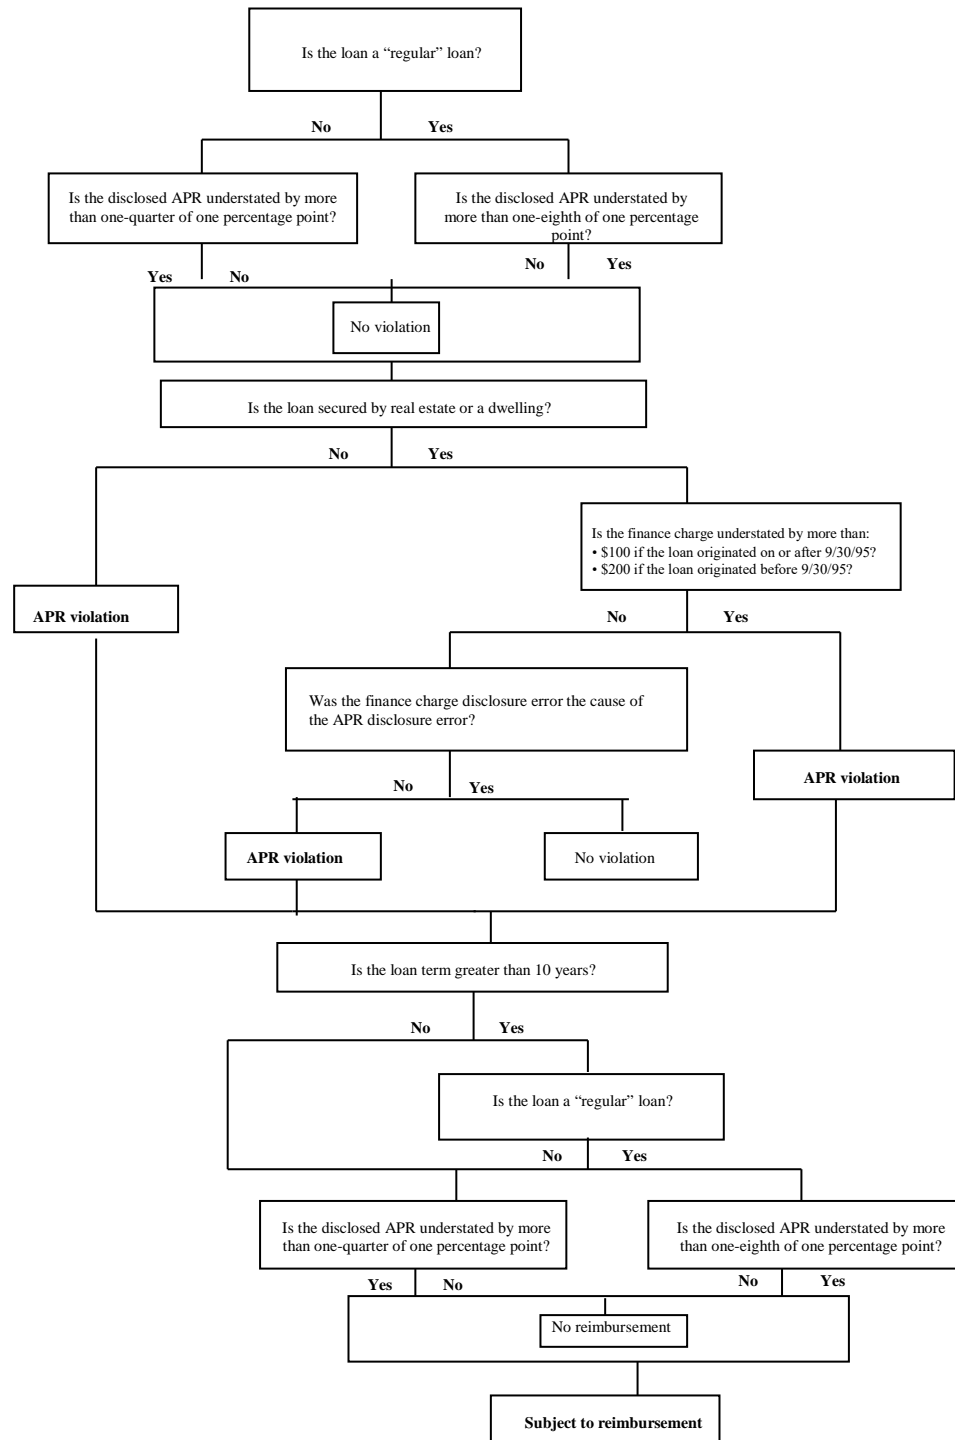 Is the loan a “regular” loan?
No
Yes
Is the disclosed APR understated by more
than one-quarter of one percentage point?
Is the disclosed APR understated by
more than one-eighth of one percentage
point?
Yes
No
No
Yes
No violation
Is the loan secured by real estate or a dwelling?
No
Yes
Is the finance charge understated by more than:
• $100 if the loan originated on or after 9/30/95?
• $200 if the loan originated before 9/30/95?
APR violation
No
Yes
Was the finance charge disclosure error the cause of
the APR disclosure error?
APR violation
No
Yes
APR violation
No violation
Is the loan term greater than 10 years?
No
Yes
Is the loan a “regular” loan?
No
Yes
Is the disclosed APR understated by more
than one-quarter of one percentage point?
Is the disclosed APR understated by more
than one-eighth of one percentage point?
Yes
No
No
Yes
No reimbursement
Subject to reimbursement